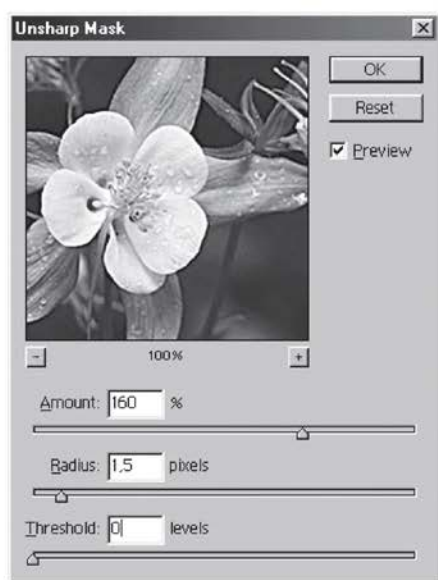 Unsharp Mask
OK
Reset
Preview
100%
Amount: 160 %
Radius: 1,5 pixels
Threshold: 0 levels